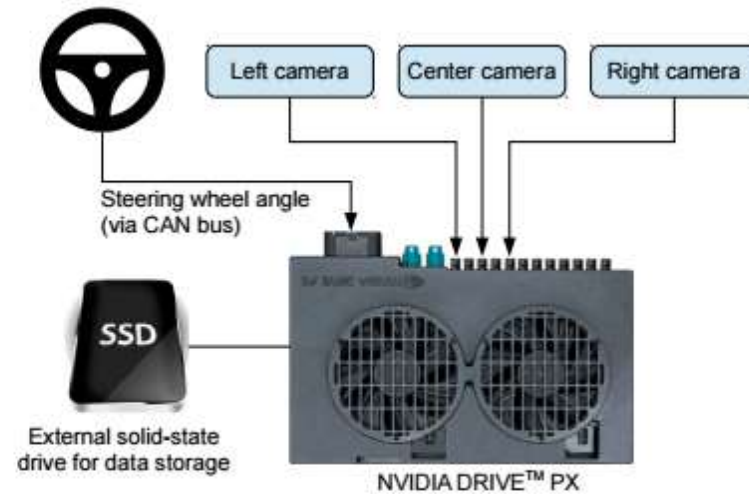 Left camera
Center camera
Right camera
Steering wheel angle
(via CAN bus)
SSD
External solid-state
drive for data storage
NVIDIA DRIVE™ PX